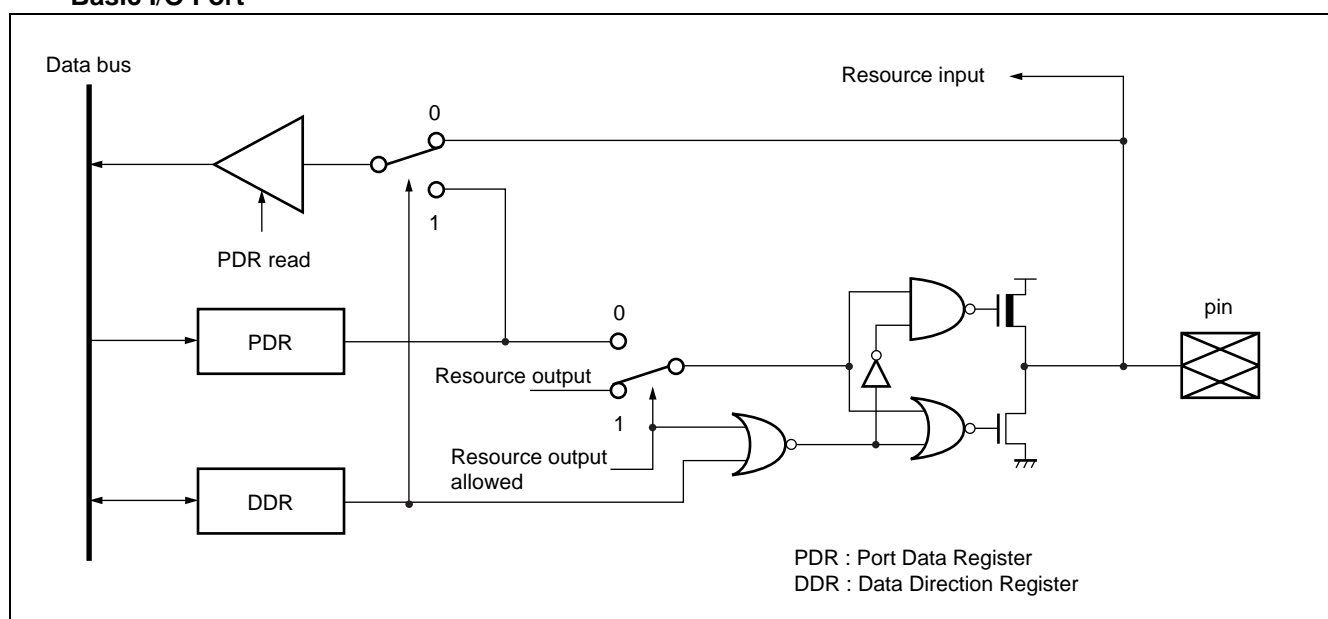 Basic I/O Port
Data bus
Resource input
0
1
PDR read
pin
0
PDR
Resource output
1
Resource output
allowed
DDR
PDR : Port Data Register
DDR : Data Direction Register